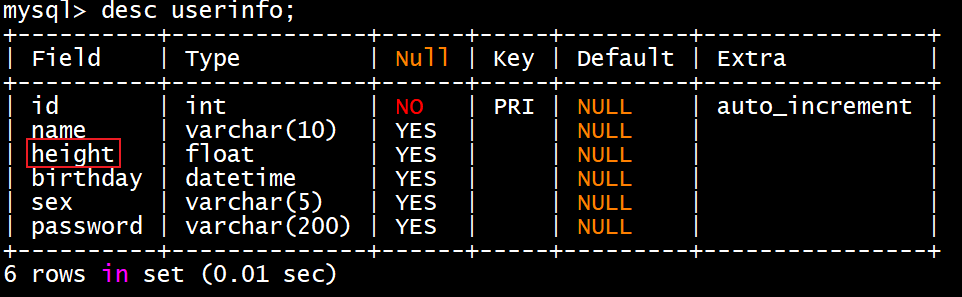 mysql> desc userinfo;
+----------+--------------+------+-----+---------+----------------+
| Field    | Type         | Null | Key | Default | Extra          |
+----------+--------------+------+-----+---------+----------------+
| id       | int          | NO   | PRI | NULL    | auto_increment |
| name     | varchar(10)  | YES  |     | NULL    |                |
| height   | float        | YES  |     | NULL    |                |
| birthday | datetime     | YES  |     | NULL    |                |
| sex      | varchar(5)   | YES  |     | NULL    |                |
| password | varchar(200) | YES  |     | NULL    |                |
+----------+--------------+------+-----+---------+----------------+
6 rows in set (0.01 sec)